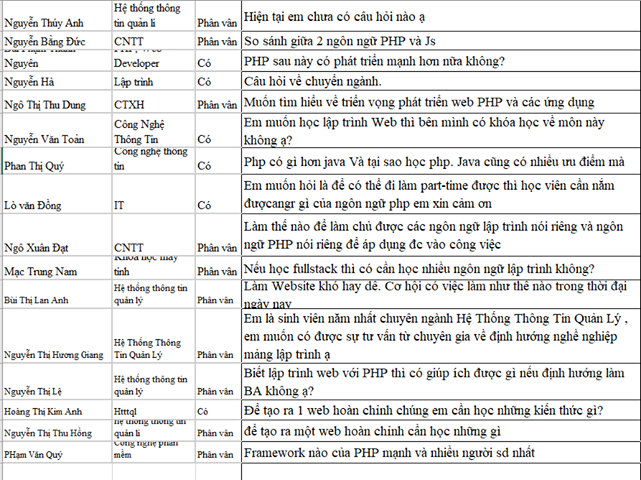 Nguyễn Thúy Anh
Hệ thống thông
tin quản lí
Phân vân
Hiện tại em chưa có câu hỏi nào ạ
Nguyễn Bằng Đức
CNTT
Phân vân
So sánh giữa 2 ngôn ngữ PHP và Js
Nguyên
Developer
Có
PHP sau này có phát triển mạnh hơn nữa không?
Nguyễn Hà
Lập trình
Có
Câu hỏi về chuyển ngành.
Ngô Thị Thu Dung
CTXH
Phân vân
Muốn tìm hiểu về triển vọng phát triển web PHP và các ứng dụng
Nguyễn Văn Toản
Công Nghệ
Thông Tin
Có
Em muốn học lập trình Web thì bên mình có khóa học về môn này
không ạ?
Phan Thị Quý
Công nghệ thông
tin
Có
Php có gì hơn java Và tại sao học php. Java cũng có nhiều ưu điểm mà
Lò văn Đồng
IT
Có
Em muốn hỏi là để có thể đi làm part-time được thì học viên cần nắm
đượcangr gì của ngôn ngữ php em xin cảm ơn
Ngô Xuân Đạt
CNTT
Phân vân
Làm thế nào để làm chủ được các ngôn ngữ lập trình nói riêng và ngôn
ngữ PHP nói riêng để áp dụng đc vào công việc
Mạc Trung Nam
Khoa học máy
tính
Phân vân
Nếu học fullstack thì có cần học nhiều ngôn ngữ lập trình không?
Bùi Thị Lan Anh
Hệ thống thông tin
quản lý
Phân vân
Làm Website khó hay dễ. Cơ hội có việc làm như thế nào trong thời đại
ngày nay
Nguyễn Thị Hương Giang
Hệ Thống Thông
Tin Quản Lý
Phân vân
Em là sinh viên năm nhất chuyên ngành Hệ Thống Thông Tin Quản Lý ,
em muốn có được sự tư vấn từ chuyên gia về định hướng nghề nghiệp
mảng lập trình ạ
Nguyễn Thị Lệ
Hệ thống thông tin
quản lý
Phân vân
Biết lập trình web với PHP thì có giúp ích được gì nếu định hướng làm
BA không ạ?
Hoàng Thị Kim Anh
Htttql
Có
Để tạo ra 1 web hoàn chỉnh chúng em cần học những kiến thức gì?
Nguyễn Thị Thu Hồng
hệ thống thông tin
quản lí
Phân vân
để tạo ra một web hoàn chỉnh cần học những gì
PHạm Văn Quý
Công nghệ phần
mềm
Phân vân
Framework nào của PHP mạnh và nhiều người sd nhất